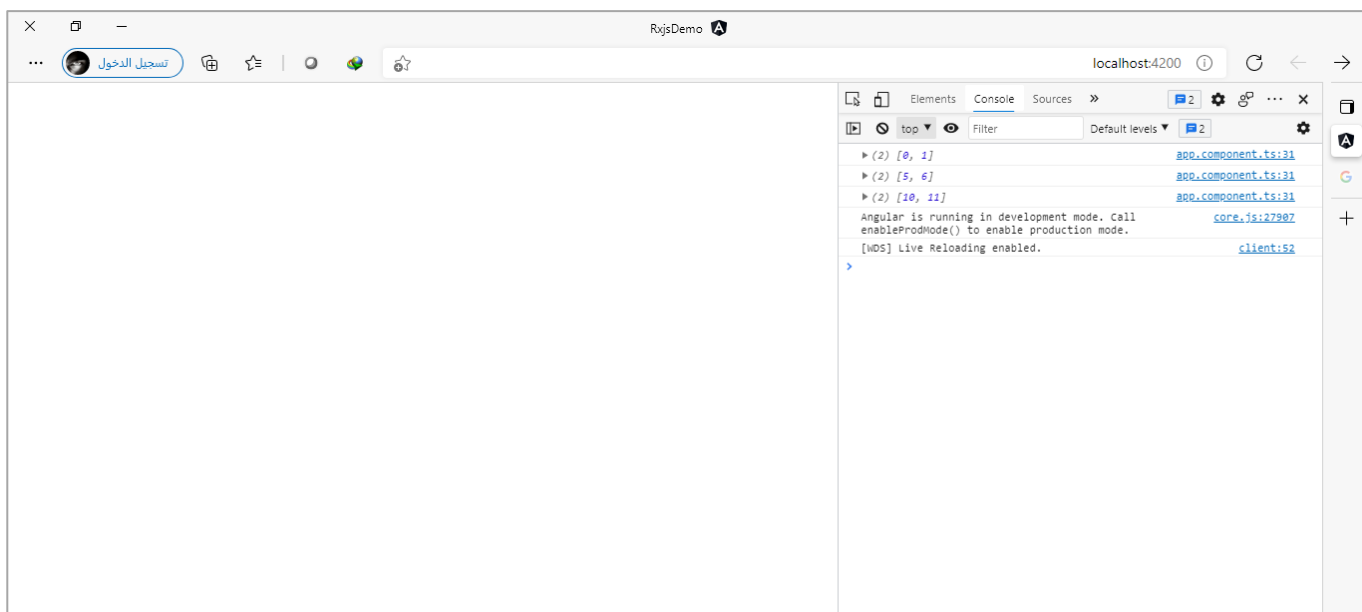 RxjsDemo
تسجيل الدخول
localhost:4200
Elements Console Sources 2
top Filter Default levels 2
(2) [0, 1] app.component.ts:31
(2) [5, 6] app.component.ts:31
(2) [10, 11] app.component.ts:31
Angular is running in development mode. Call core.js:27907
enableProdMode() to enable production mode.
[WDS] Live Reloading enabled. client:52